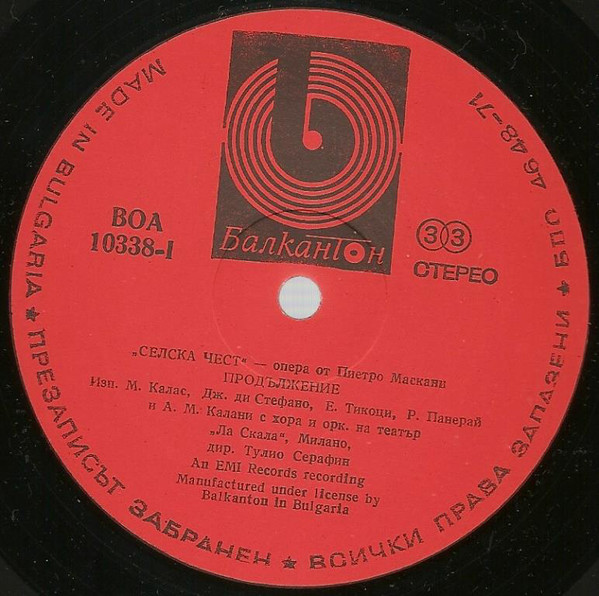 Балкантон
ВОА
10338-I
33
СТЕРЕО
„СЕЛСКА ЧЕСТ“ — опера от Пиетро Маскани
ПРОДЪЛЖЕНИЕ
Изп. М. Калас, Дж. ди Стефано, Е. Тикоци, Р. Панерай
и А. М. Калани с хора и орк. на театър
„Ла Скала“, Милано,
дир. Тулио Серафин
An EMI Records recording
Manufactured under license by
Balkanton in Bulgaria
MADE IN BULGARIA ★ ПРЕЗАПИСЪТ ЗАБРАНЕН ★ ВСИЧКИ ПРАВА ЗАПАЗЕНИ ★ БПО 4648-71